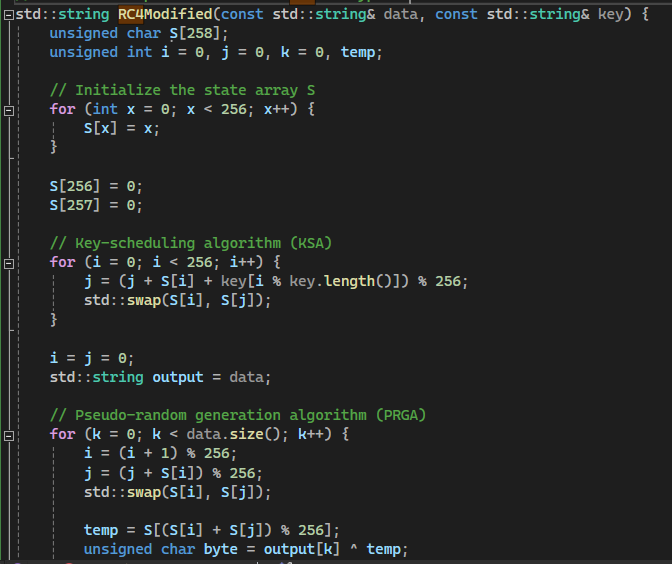 std::string RC4Modified(const std::string& data, const std::string& key) {
    unsigned char S[258];
    unsigned int i = 0, j = 0, k = 0, temp;

    // Initialize the state array S
    for (int x = 0; x < 256; x++) {
        S[x] = x;
    }

    S[256] = 0;
    S[257] = 0;

    // Key-scheduling algorithm (KSA)
    for (i = 0; i < 256; i++) {
        j = (j + S[i] + key[i % key.length()]) % 256;
        std::swap(S[i], S[j]);
    }

    i = j = 0;
    std::string output = data;

    // Pseudo-random generation algorithm (PRGA)
    for (k = 0; k < data.size(); k++) {
        i = (i + 1) % 256;
        j = (j + S[i]) % 256;
        std::swap(S[i], S[j]);

        temp = S[(S[i] + S[j]) % 256];
        unsigned char byte = output[k] ^ temp;